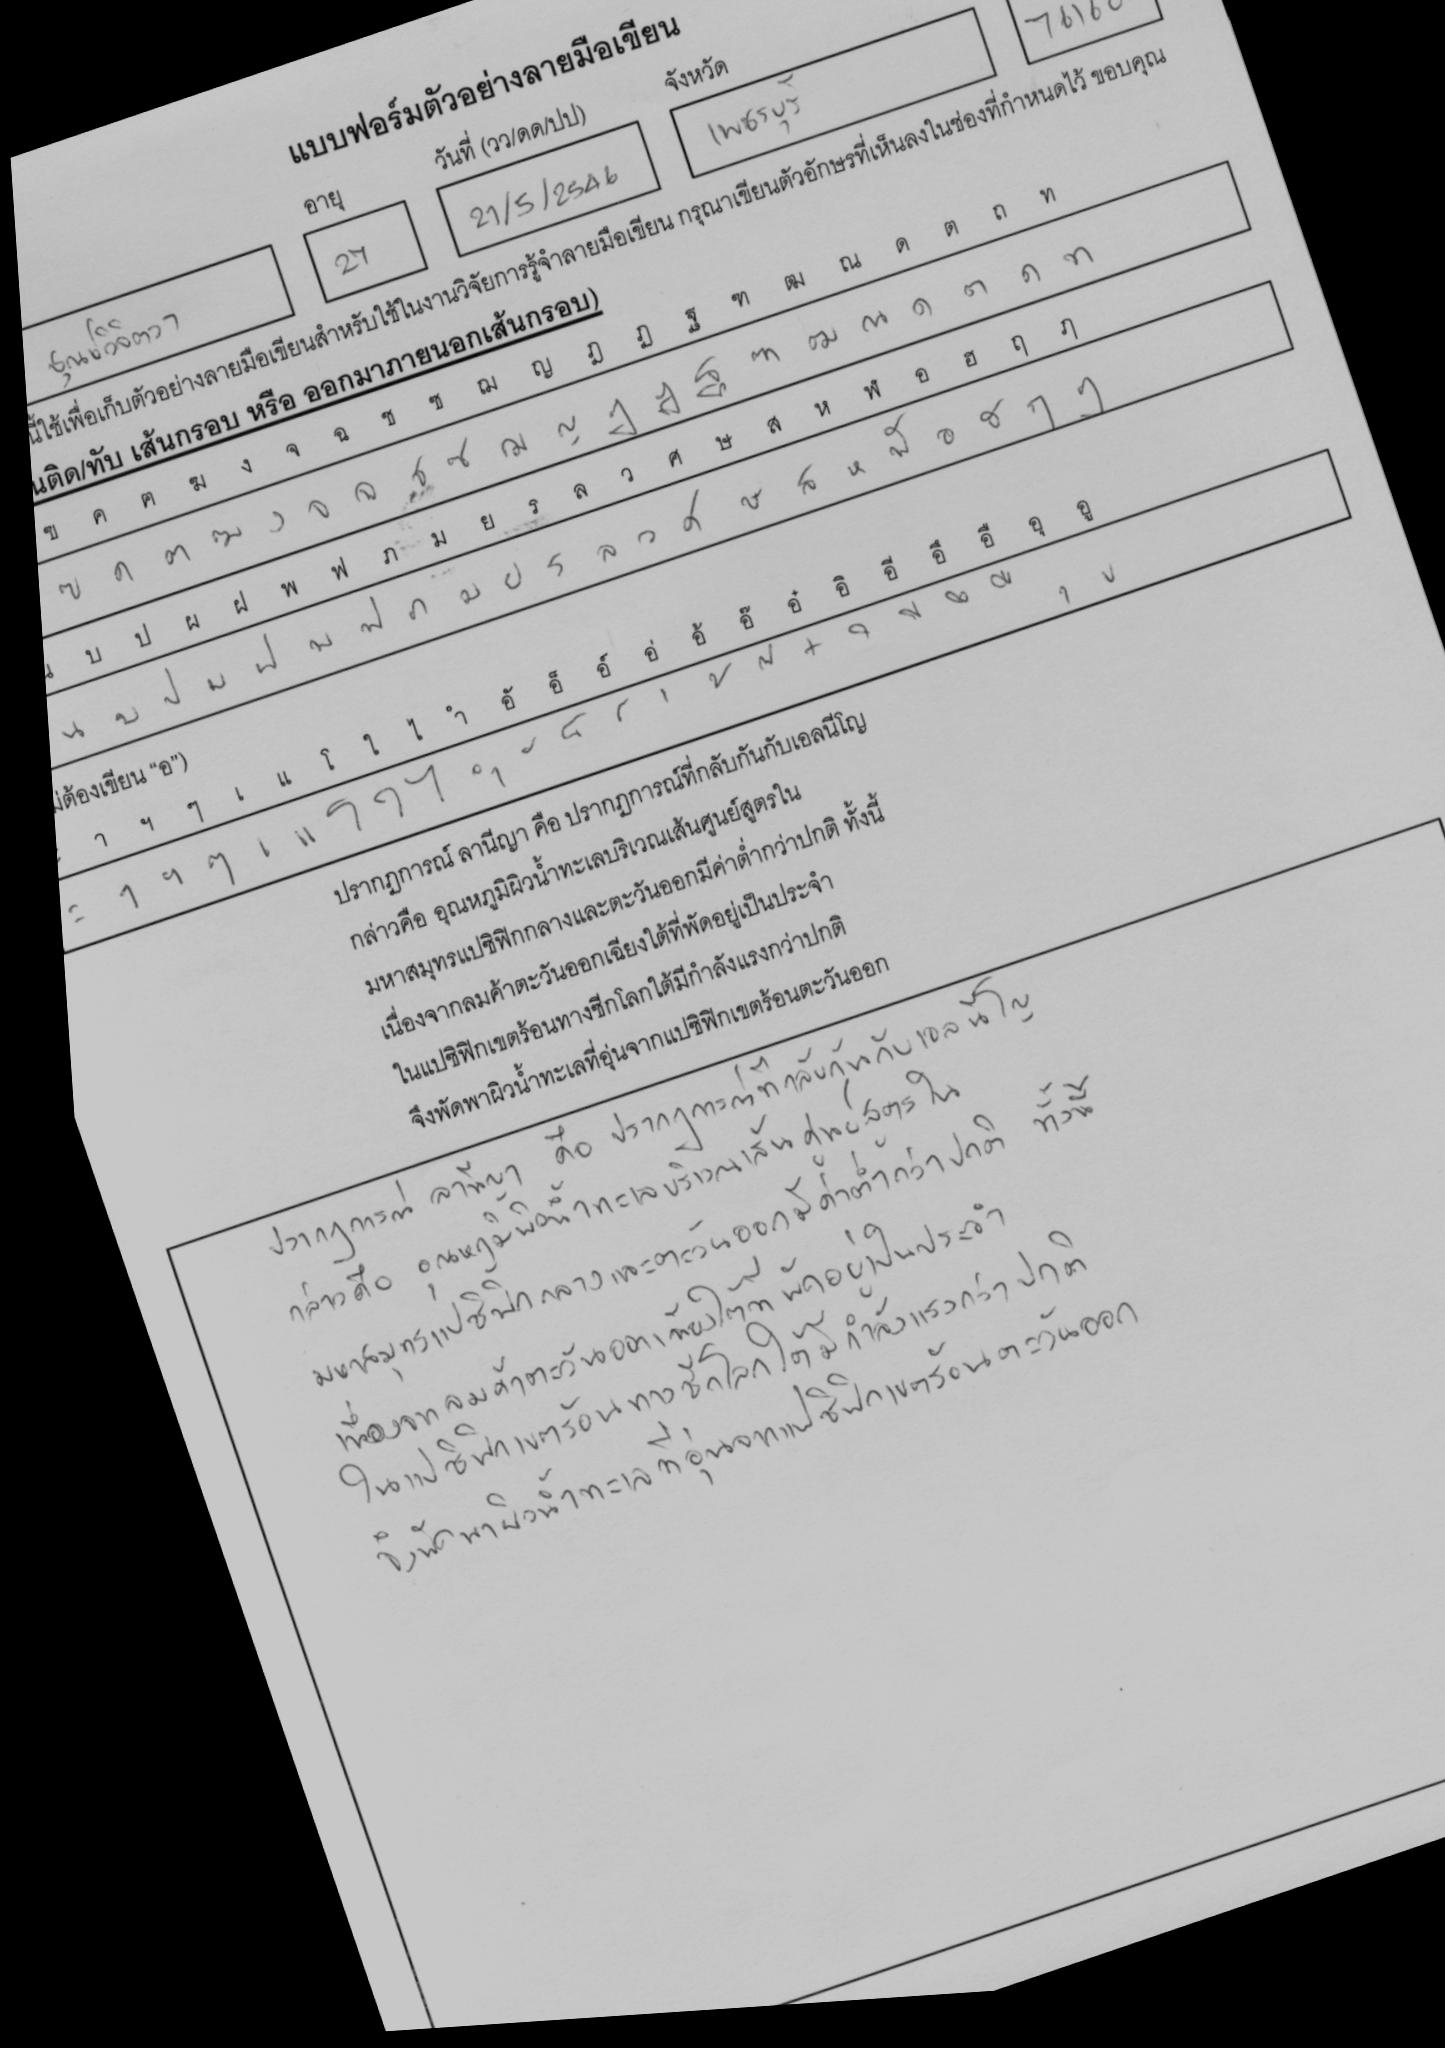 แบบฟอร์มตัวอย่างลายมือเขียน
อายุ วันที่ (วว/ดด/ปป) จังหวัด
27 21/5/2546 เพชรบุรี
นี้ใช้เพื่อเก็บตัวอย่างลายมือเขียนสำหรับใช้ในงานวิจัยการรู้จำลายมือเขียน กรุณาเขียนตัวอักษรที่เห็นลงในช่องที่กำหนดไว้ ขอบคุณ
นติด/ทับ เส้นกรอบ หรือ ออกมาภายนอกเส้นกรอบ)
ข ฃ ค ฅ ฆ ง จ ฉ ช ซ ฌ ญ ฎ ฏ ฐ ฑ ฒ ณ ด ต ถ ท
ฃ ค ฅ ฆ ง จ ฉ ช ซ ฌ ญ ฎ ฏ ฐ ฑ ฒ ณ ด ต ถ ท
น บ ป ผ ฝ พ ฟ ภ ม ย ร ล ว ศ ษ ส ห ฬ อ ฮ ฤ ฦ
น บ ป ผ ฝ พ ฟ ภ ม ย ร ล ว ศ ษ ส ห ฬ อ ฮ ฤ ฦ
ม่ต้องเขียน "อ")
ะ า ฯ ๆ เ แ โ ใ ไ ำ อั อ็ อ์ อ่ อ้ อ๊ อ๋ อิ อี อึ อื อุ อู
ะ า ฯ ๆ เ แ โ ใ ไ ำ ั ็ ์ ่ ้ ๊ ๋ ิ ี ึ ื ุ ู
ปรากฏการณ์ ลานีญา คือ ปรากฏการณ์ที่กลับกันกับเอลนีโญ
กล่าวคือ อุณหภูมิผิวน้ำทะเลบริเวณเส้นศูนย์สูตรใน
มหาสมุทรแปซิฟิกกลางและตะวันออกมีค่าต่ำกว่าปกติ ทั้งนี้
เนื่องจากลมค้าตะวันออกเฉียงใต้ที่พัดอยู่เป็นประจำ
ในแปซิฟิกเขตร้อนทางซีกโลกใต้มีกำลังแรงกว่าปกติ
จึงพัดพาผิวน้ำทะเลที่อุ่นจากแปซิฟิกเขตร้อนตะวันออก
ปรากฏการณ์ ลานีญา คือ ปรากฏการณ์ที่กลับกันกับเอลนีโญ
กล่าวคือ อุณหภูมิผิวน้ำทะเลบริเวณเส้นศูนย์สูตรใน
มหาสมุทรแปซิฟิกกลางและตะวันออกมีค่าต่ำกว่าปกติ ทั้งนี้
เนื่องจากลมค้าตะวันออกเฉียงใต้ที่พัดอยู่เป็นประจำ
ในแปซิฟิกเขตร้อนทางซีกโลกใต้มีกำลังแรงกว่าปกติ
จึงพัดพาผิวน้ำทะเลที่อุ่นจากแปซิฟิกเขตร้อนตะวันออก